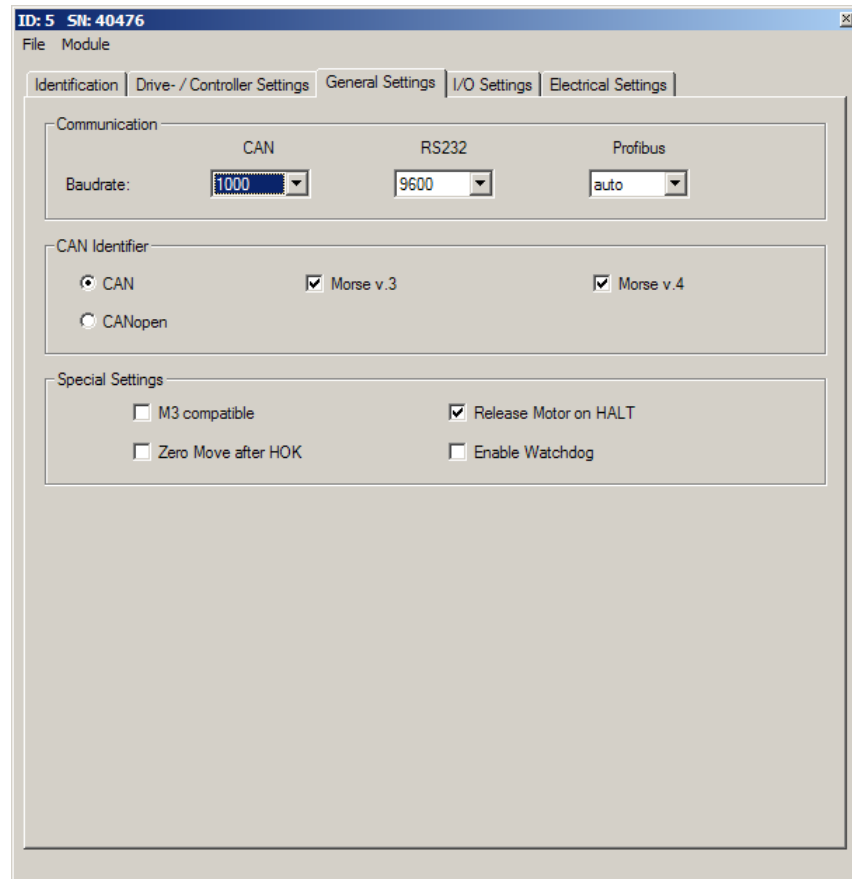 ID: 5 SN: 40476
File Module
Identification Drive- / Controller Settings General Settings I/O Settings Electrical Settings
Communication
CAN RS232 Profibus
Baudrate: 1000 9600 auto
CAN Identifier
CAN Morse v.3 Morse v.4
CANopen
Special Settings
M3 compatible Release Motor on HALT
Zero Move after HOK Enable Watchdog